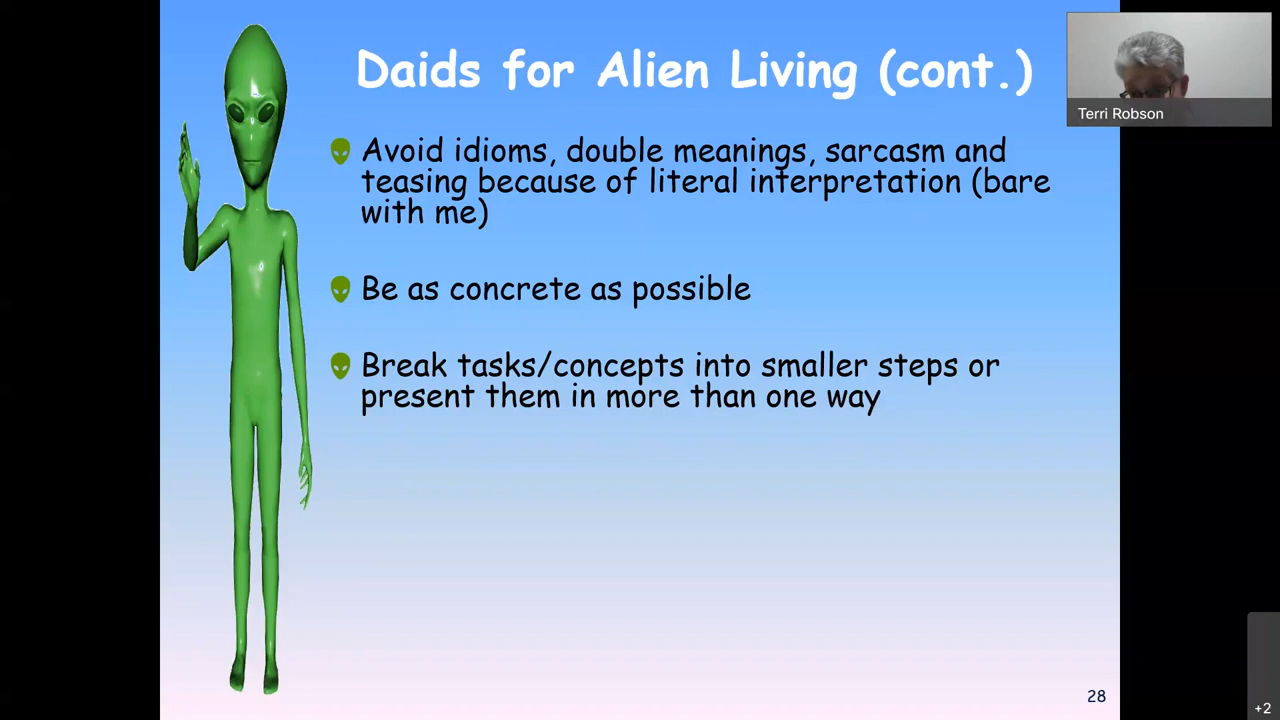 Daids for Alien Living (cont.)
Terri Robson
Avoid idioms, double meanings, sarcasm and
teasing because of literal interpretation (bare
with me)
Be as concrete as possible
Break tasks/concepts into smaller steps or
present them in more than one way
28
+2